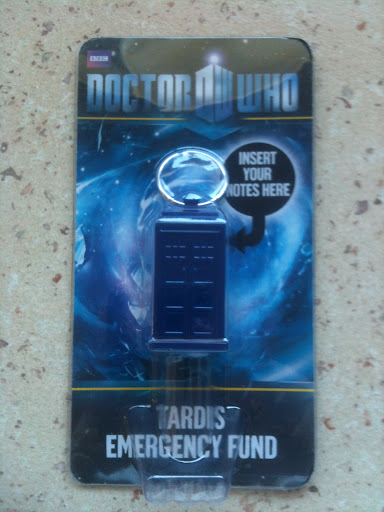 BBC
DOCTOR WHO
INSERT
YOUR
NOTES HERE
TARDIS
EMERGENCY FUND